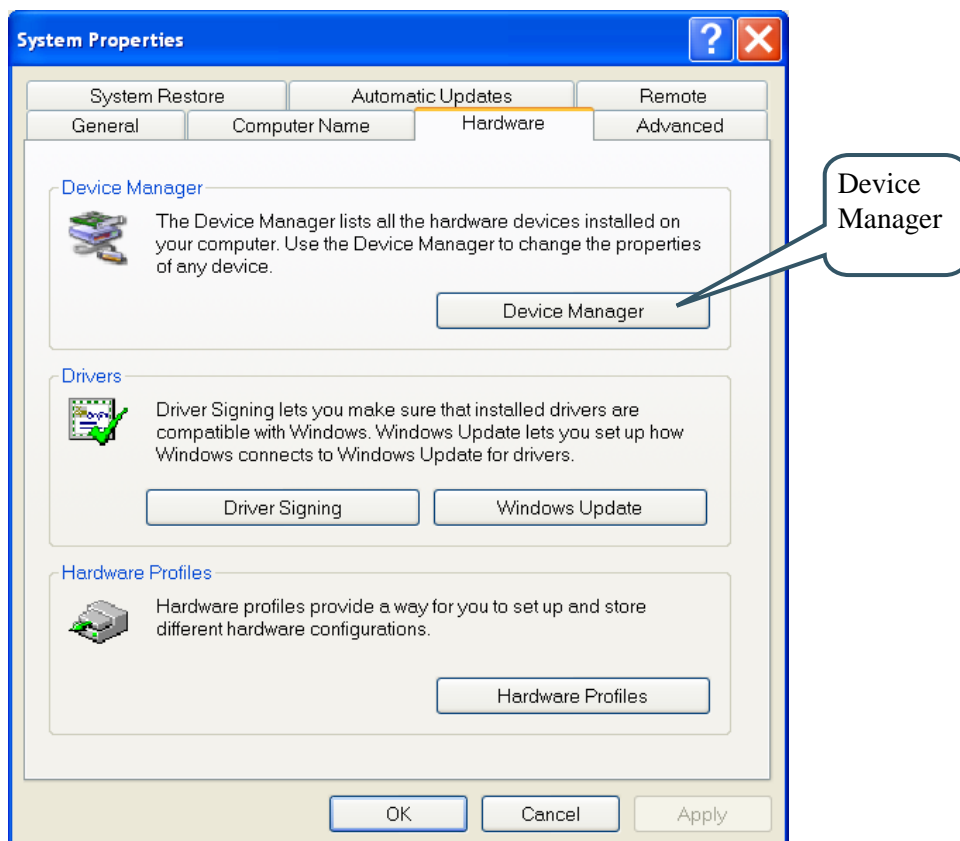 System Properties
System Restore
Automatic Updates
Remote
General
Computer Name
Hardware
Advanced
Device Manager
The Device Manager lists all the hardware devices installed on
your computer. Use the Device Manager to change the properties
of any device.
Device Manager
Device
Manager
Drivers
Driver Signing lets you make sure that installed drivers are
compatible with Windows. Windows Update lets you set up how
Windows connects to Windows Update for drivers.
Driver Signing
Windows Update
Hardware Profiles
Hardware profiles provide a way for you to set up and store
different hardware configurations.
Hardware Profiles
OK
Cancel
Apply